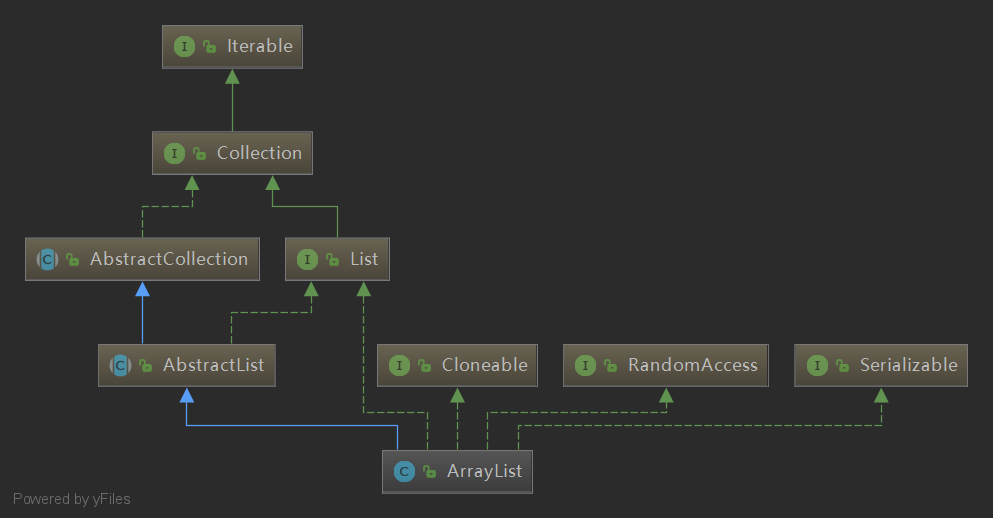 I Iterable
I Collection
C AbstractCollection
I List
C AbstractList
I Cloneable
I RandomAccess
I Serializable
C ArrayList
Powered by yFiles